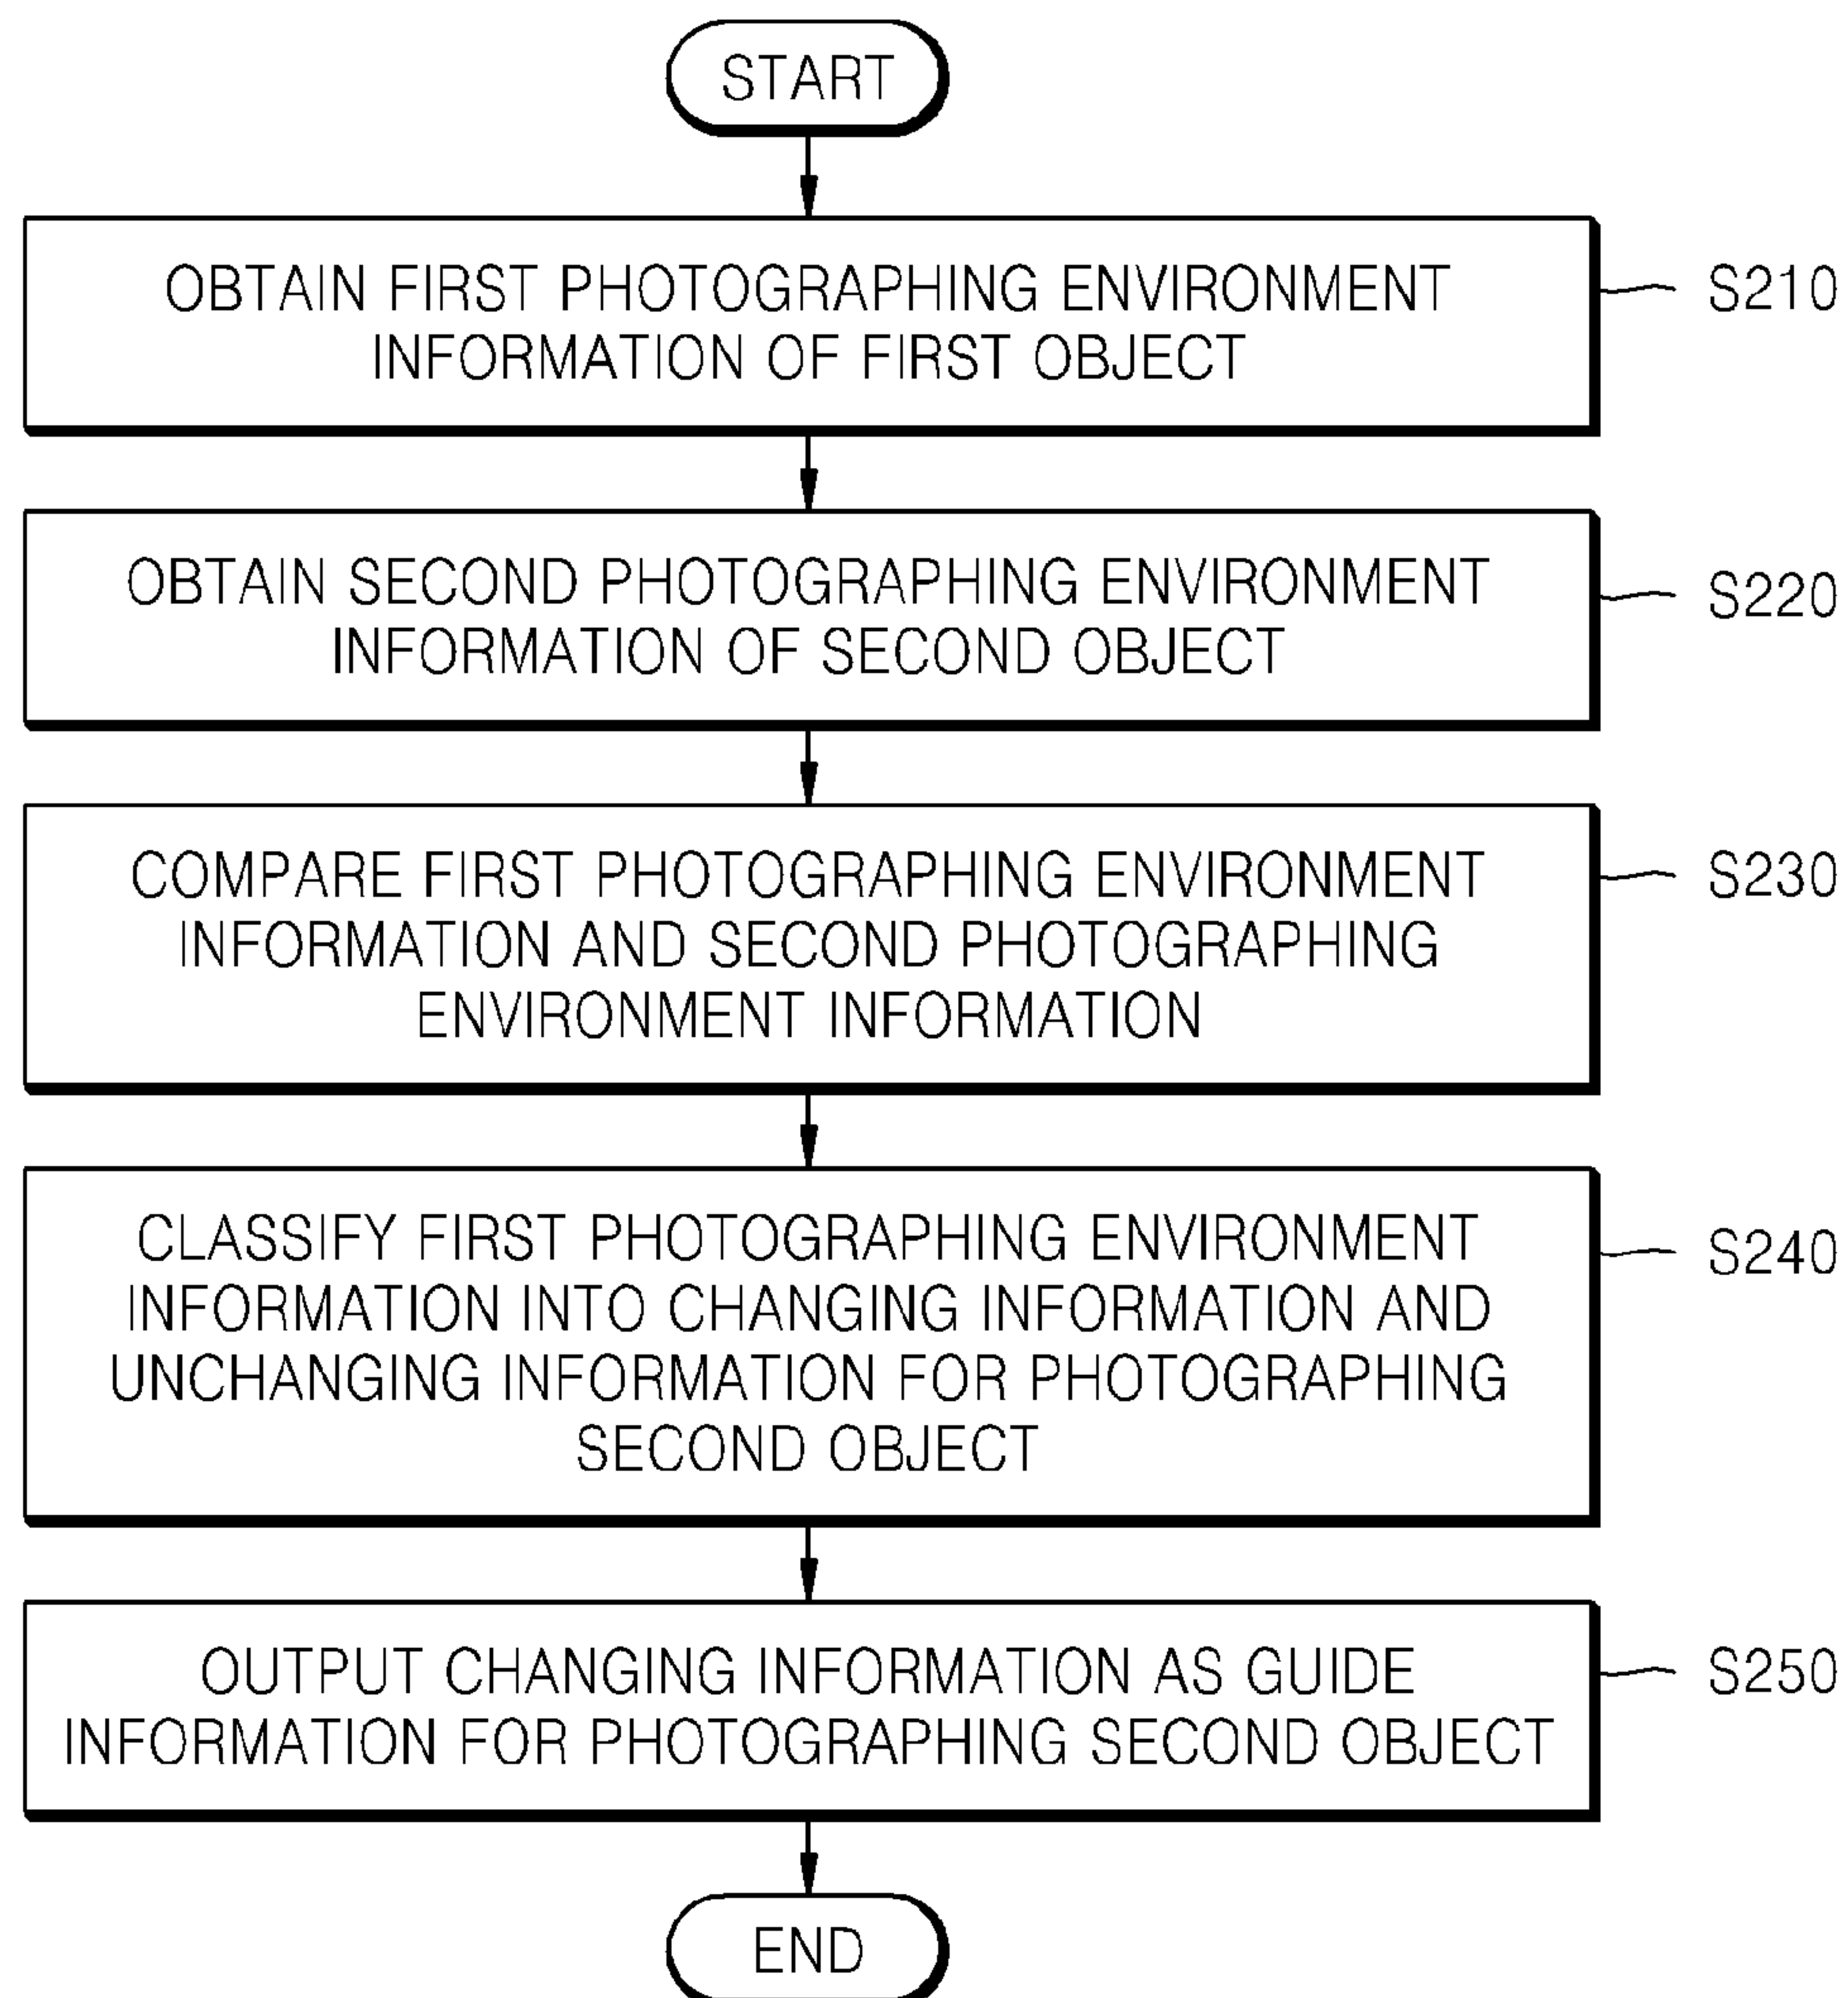 START
OBTAIN FIRST PHOTOGRAPHING ENVIRONMENT
INFORMATION OF FIRST OBJECT
S210
OBTAIN SECOND PHOTOGRAPHING ENVIRONMENT
INFORMATION OF SECOND OBJECT
S220
COMPARE FIRST PHOTOGRAPHING ENVIRONMENT
INFORMATION AND SECOND PHOTOGRAPHING
ENVIRONMENT INFORMATION
S230
CLASSIFY FIRST PHOTOGRAPHING ENVIRONMENT
INFORMATION INTO CHANGING INFORMATION AND
UNCHANGING INFORMATION FOR PHOTOGRAPHING
SECOND OBJECT
S240
OUTPUT CHANGING INFORMATION AS GUIDE
INFORMATION FOR PHOTOGRAPHING SECOND OBJECT
S250
END